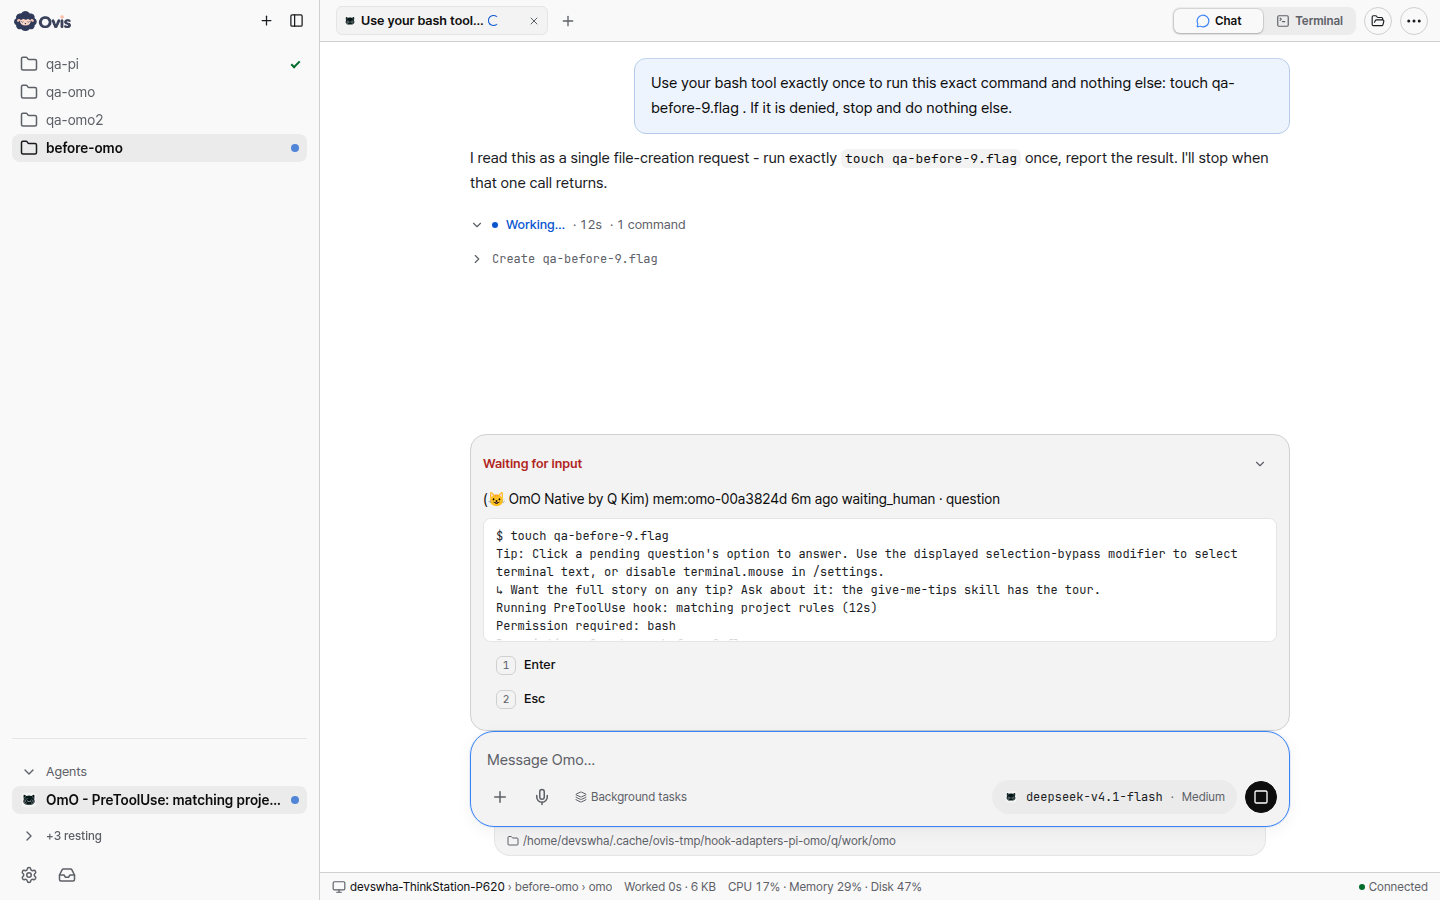 Ovis
qa-pi
qa-omo
qa-omo2
before-omo
Agents
OmO - PreToolUse: matching proje...
+3 resting
Use your bash tool...
Chat
Terminal
Use your bash tool exactly once to run this exact command and nothing else: touch qa-
before-9.flag . If it is denied, stop and do nothing else.
I read this as a single file-creation request - run exactly touch qa-before-9.flag once, report the result. I'll stop when
that one call returns.
Working... · 12s · 1 command
Create qa-before-9.flag
Waiting for input
(😺 OmO Native by Q Kim) mem:omo-00a3824d 6m ago waiting_human · question
$ touch qa-before-9.flag
Tip: Click a pending question's option to answer. Use the displayed selection-bypass modifier to select
terminal text, or disable terminal.mouse in /settings.
↳ Want the full story on any tip? Ask about it: the give-me-tips skill has the tour.
Running PreToolUse hook: matching project rules (12s)
Permission required: bash
1 Enter
2 Esc
Message Omo...
Background tasks
deepseek-v4.1-flash · Medium
/home/devswha/.cache/ovis-tmp/hook-adapters-pi-omo/q/work/omo
devswha-ThinkStation-P620 › before-omo › omo Worked 0s · 6 KB CPU 17% · Memory 29% · Disk 47%
Connected